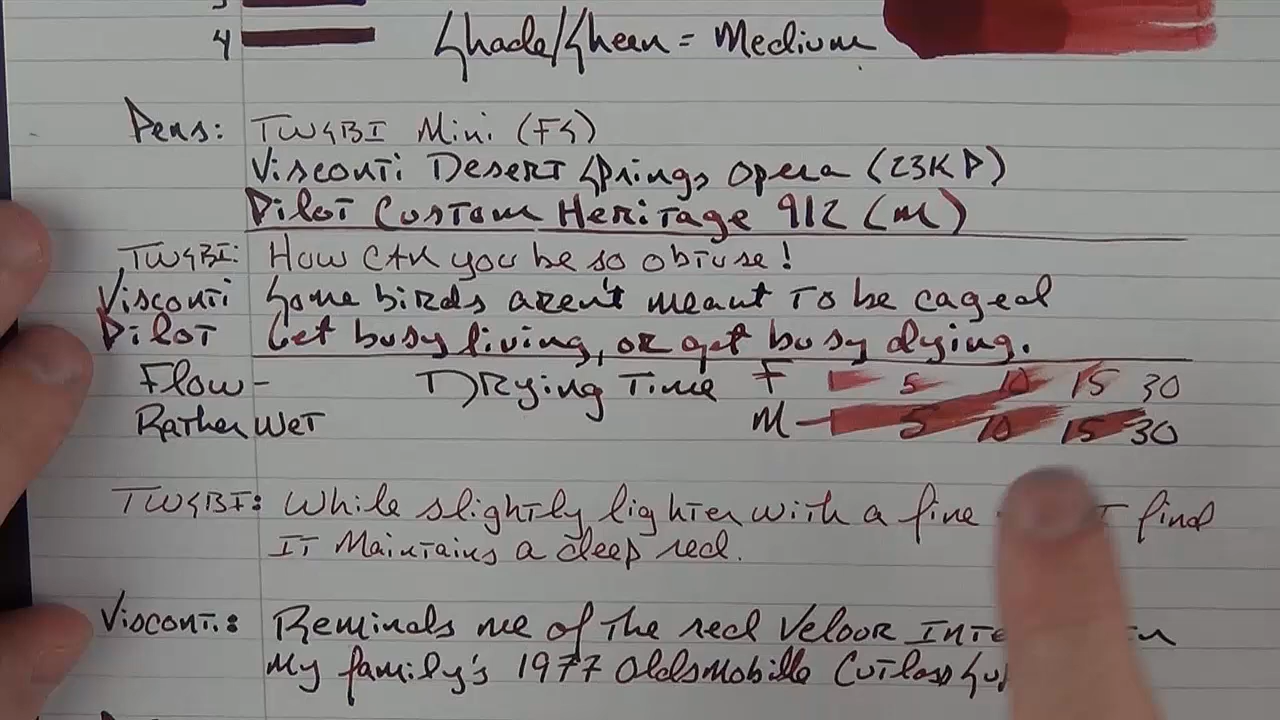 4 Shade/Sheen = Medium
Pens: TWSBI Mini (FS)
Visconti Desert Springs Opera (23K P)
Pilot Custom Heritage 912 (M)
TWSBI: How can you be so obtuse!
Visconti Some birds aren't meant to be caged
Pilot Get busy living, or get busy dying.
Flow - Drying Time F 5 10 15 30
Rather Wet M 5 10 15 30
TWSBI: While slightly lighter with a fine find
it maintains a deep red.
Visconti: Reminds me of the red Velour
my family's 1977 Oldsmobile Cutlass